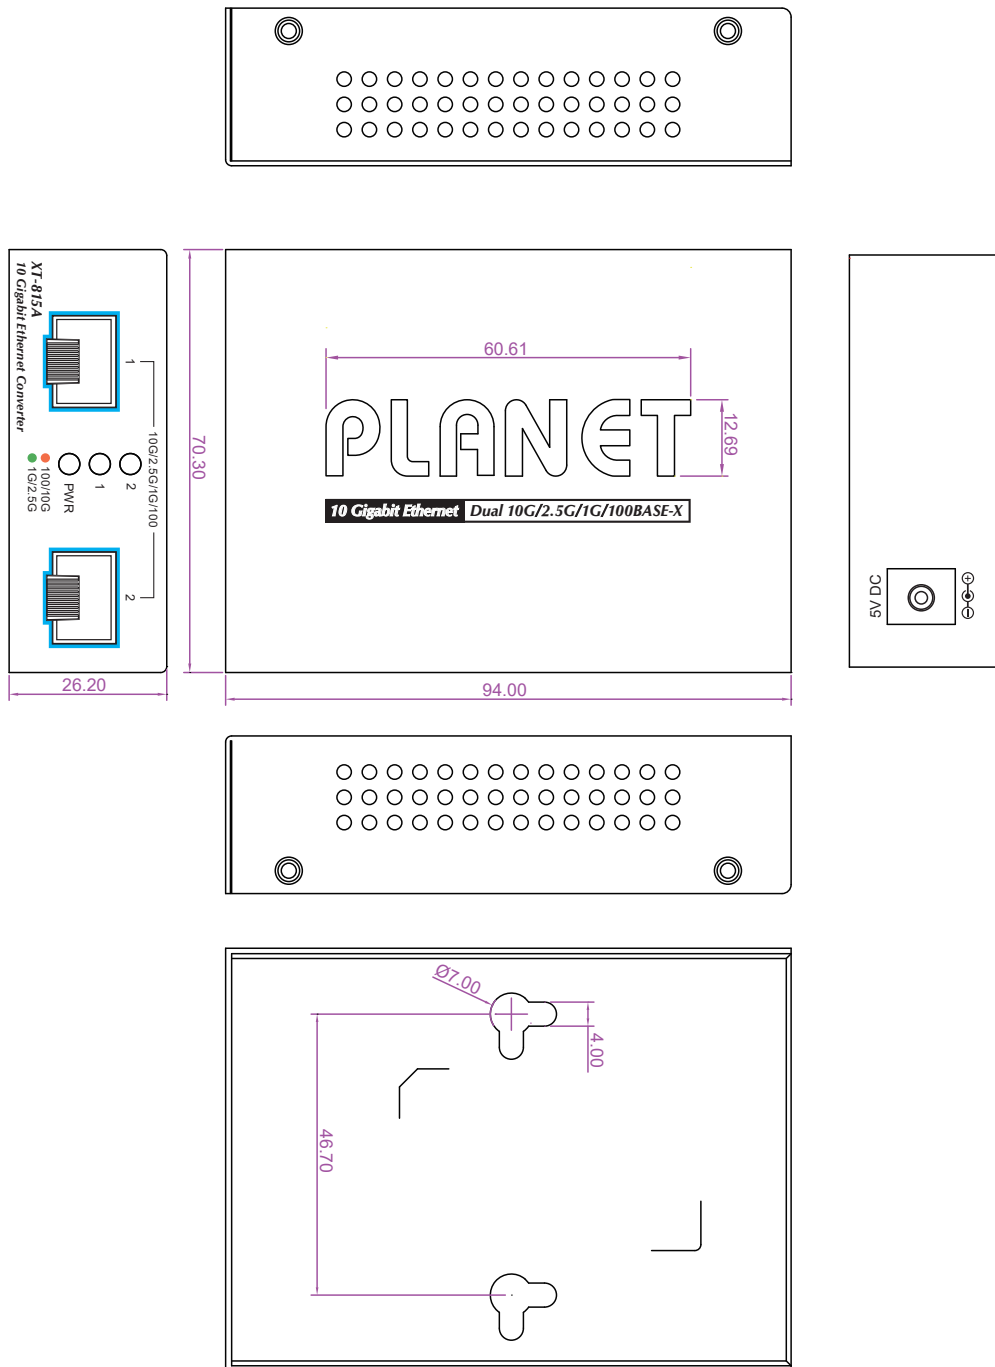 XT-815A
10 Gigabit Ethernet Converter
1
10G/2.5G/1G/100
2
2
1
PWR
100/10G
1G/2.5G
26.20
70.30
60.61
12.69
PLANET
10 Gigabit Ethernet Dual 10G/2.5G/1G/100BASE-X
94.00
5V DC
Ø7.00
4.00
46.70